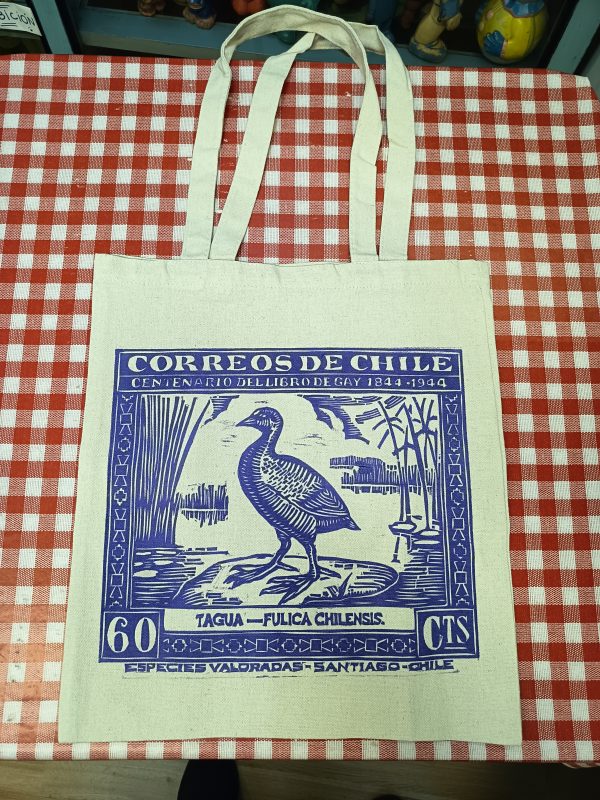 BICIÓN
CORREOS DE CHILE
CENTENARIO DEL LIBRO DE GAY 1844-1944
TAGUA—FULICA CHILENSIS.
60
CTS
ESPECIES VALORADAS-SANTIAGO-CHILE